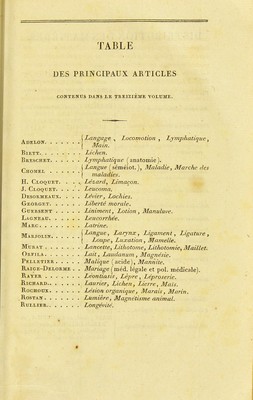 TABLE
DES PRINCIPAUX ARTICLES
CONTENUS DANS LE TREIZIÈME VOLUME.
ADELON. . . . . . . Langage, Locomotion, Lymphatique, Main.
BIETT. . . . . . . . Lichen.
BRESCHET. . . . . . Lymphatique (anatomie).
CHOMEL . . . . . . Langue (séméiot.), Maladie, Marche des maladies.
H. CLOQUET. . . . . Lézard, Limaçon.
J. CLOQUET. . . . . Leucoma.
DESORMEAUX. . . . Lévier, Lochies.
GEORGET. . . . . . Liberté morale.
GUERSENT . . . . . Liniment, Lotion, Manuluve.
LAGNEAU. . . . . . Leucorrhée.
MARC. . . . . . . . Latrine.
MARJOLIN. . . . . . Langue, Larynx, Ligament, Ligature, Loupe, Luxation, Mamelle.
MURAT . . . . . . . Lancette, Lithotome, Lithotomie, Maillet.
ORFILA. . . . . . . Lait, Laudanum, Magnésie.
PELLETIER . . . . . Malique (acide), Mannite.
RAIGE-DELORME . . Mariage (méd. légale et pol. médicale).
RAYER . . . . . . . Léontiasis, Lèpre, Léproserie.
RICHARD. . . . . . Laurier, Lichen, Lierre, Maïs.
ROCHOUX. . . . . . Lésion organique, Marais, Marin.
ROSTAN. . . . . . . Lumière, Magnétisme animal.
RULLIER. . . . . . . Longévité.